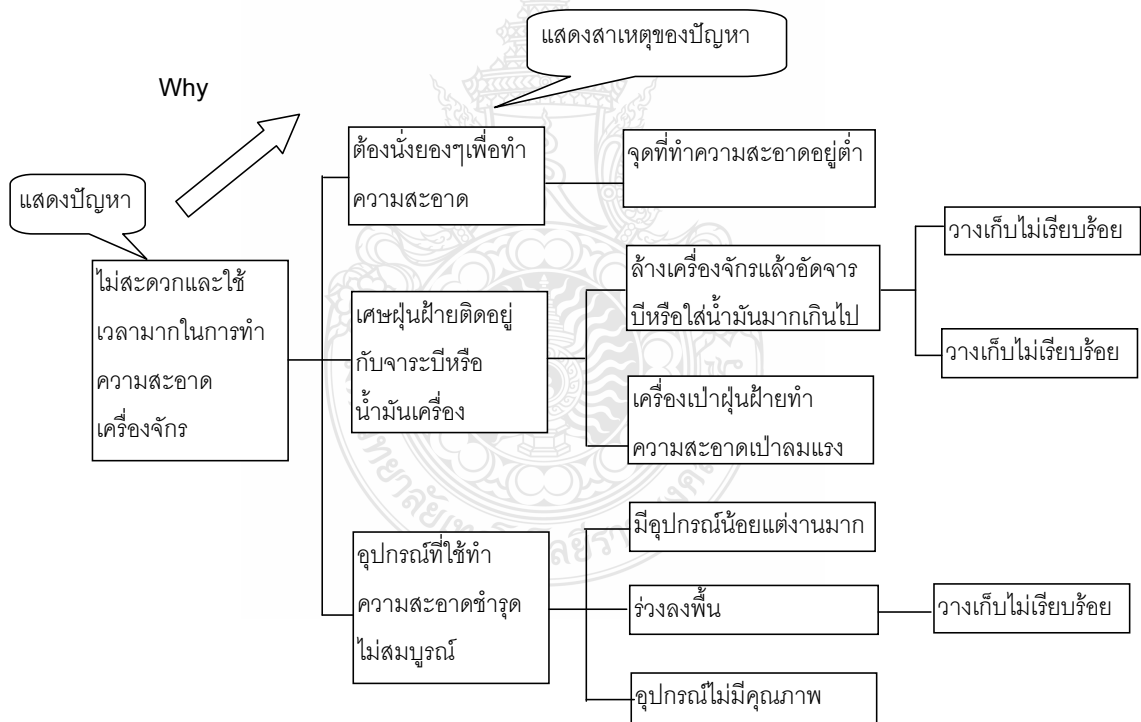 แสดงสาเหตุของปัญหา
Why
แสดงปัญหา
ไม่สะดวกและใช้
เวลามากในการทำ
ความสะอาด
เครื่องจักร
ต้องนั่งยองๆเพื่อทำ
ความสะอาด
จุดที่ทำความสะอาดอยู่ต่ำ
เศษฝุ่นฝ้ายติดอยู่
กับจาระบีหรือ
น้ำมันเครื่อง
ล้างเครื่องจักรแล้วอัดจาร
บีหรือใส่น้ำมันมากเกินไป
วางเก็บไม่เรียบร้อย
วางเก็บไม่เรียบร้อย
เครื่องเป่าฝุ่นฝ้ายทำ
ความสะอาดเป่าลมแรง
อุปกรณ์ที่ใช้ทำ
ความสะอาดชำรุด
ไม่สมบูรณ์
มีอุปกรณ์น้อยแต่งานมาก
ร่วงลงพื้น
วางเก็บไม่เรียบร้อย
อุปกรณ์ไม่มีคุณภาพ